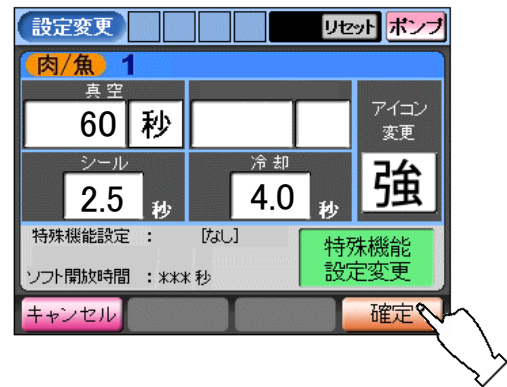 設定変更 リセット ポンプ
肉/魚 1
真空
60 秒
アイコン
変更
強
シール 冷却
2.5 秒 4.0 秒
特殊機能設定 : [なし]
ソフト開放時間 : *** 秒
特殊機能
設定変更
キャンセル 確定